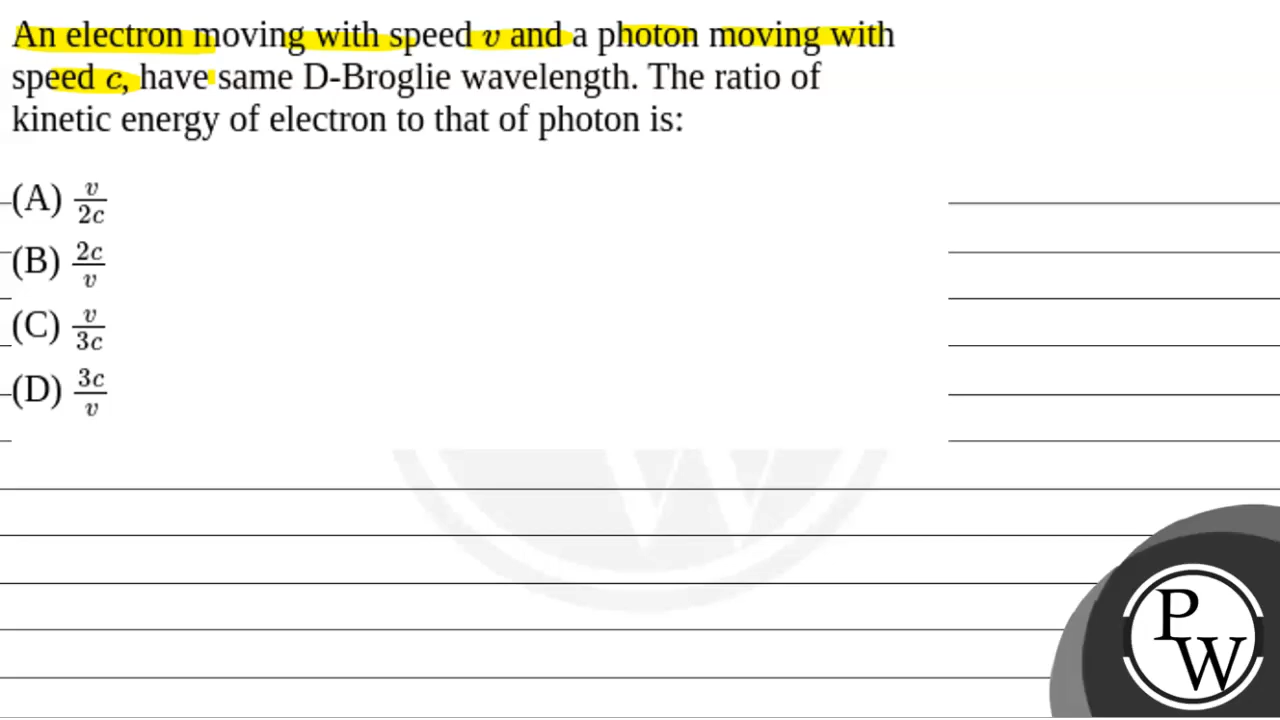 An electron moving with speed v and a photon moving with
speed c, have same D-Broglie wavelength. The ratio of
kinetic energy of electron to that of photon is:
(A) v/2c
(B) 2c/v
(C) v/3c
(D) 3c/v
P
W